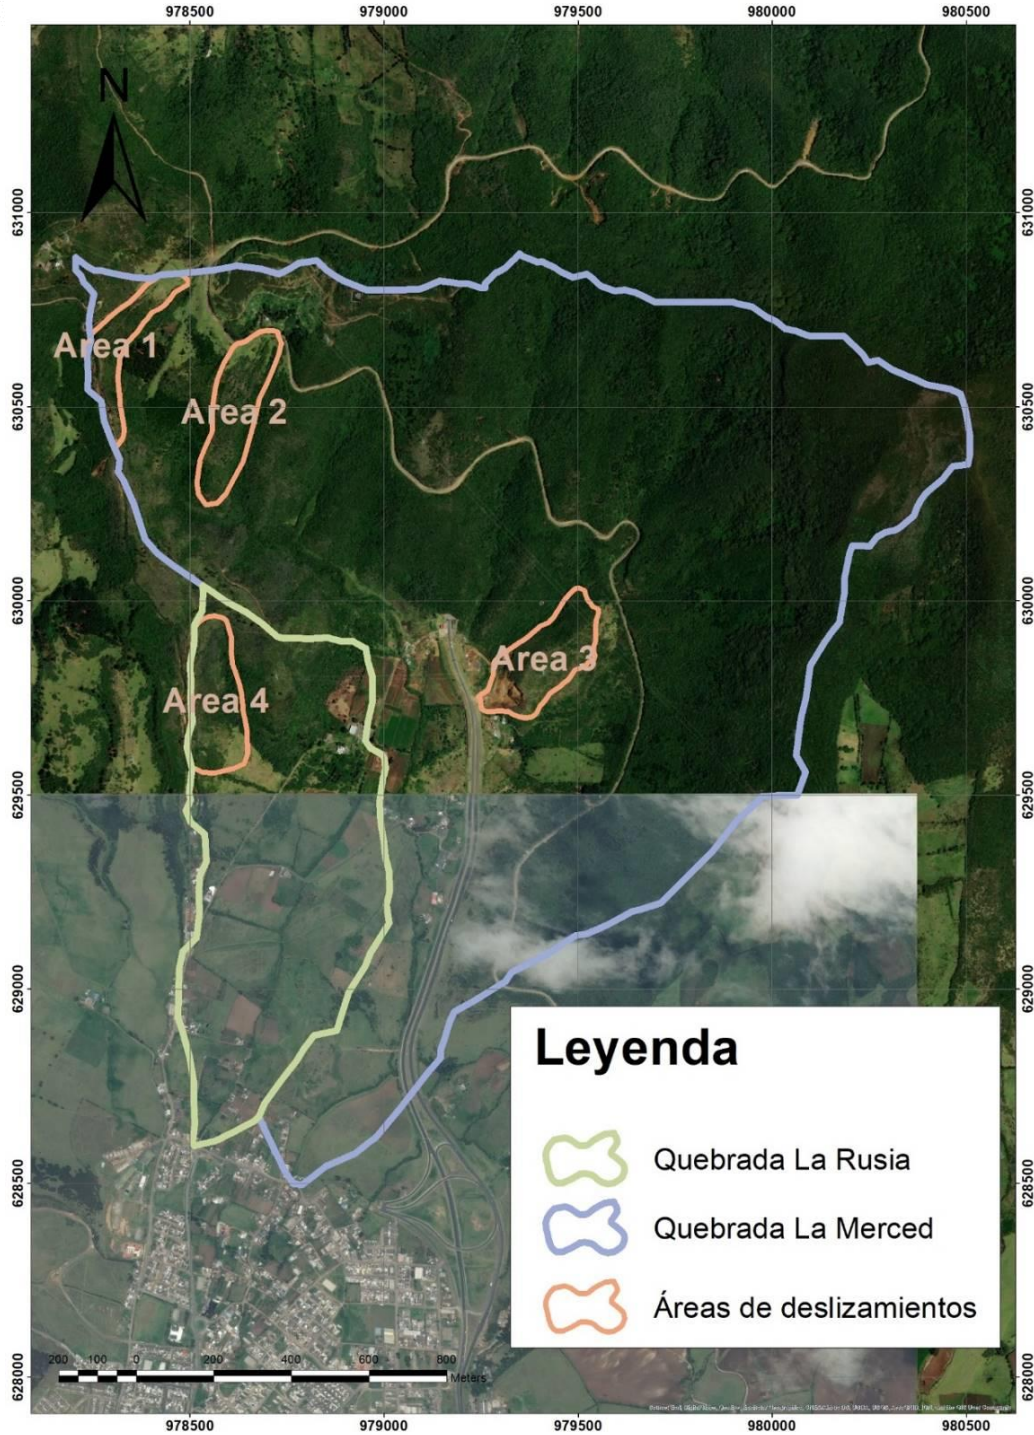 978500 979000 979500 980000 980500
N
631000 631000
Area 1
Area 2
630500 630500
630000 630000
Area 3
Area 4
629500 629500
629000 629000
Leyenda
Quebrada La Rusia
Quebrada La Merced
Áreas de deslizamientos
628500 628500
200 100 0 200 400 600 800
Meters
628000 628000
978500 979000 979500 980000 980500